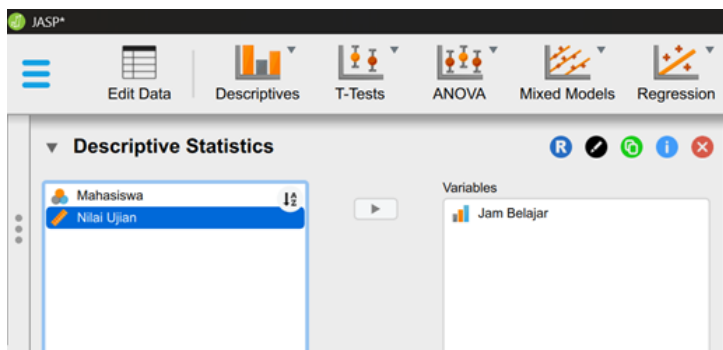 JASP*
Edit Data
Descriptives
T-Tests
ANOVA
Mixed Models
Regression
Descriptive Statistics
R
i
Mahasiswa
Nilai Ujian
A
Z
Variables
Jam Belajar